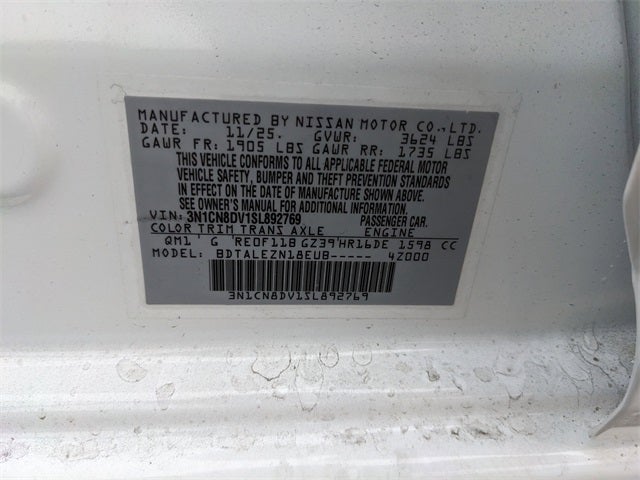 MANUFACTURED BY NISSAN MOTOR CO.,LTD.
DATE: 11/25. GVWR: 3624 LBS
GAWR FR: 1905 LBS GAWR RR: 1735 LBS
THIS VEHICLE CONFORMS TO ALL APPLICABLE FEDERAL MOTOR
VEHICLE SAFETY, BUMPER AND THEFT PREVENTION STANDARDS
IN EFFECT ON THE DATE OF MANUFACTURE SHOWN ABOVE.
SEE OWNER'S MANUAL FOR ADDITIONAL INFORMATION.
VIN: 3N1CN8DV1SL892769 PASSENGER CAR.
COLOR TRIM TRANS AXLE ENGINE
QM1 G RE0F11B GZ39 HR16DE 1598 CC
MODEL: BDTALEZN18EUB----- 4Z000
3N1CN8DV1SL892769